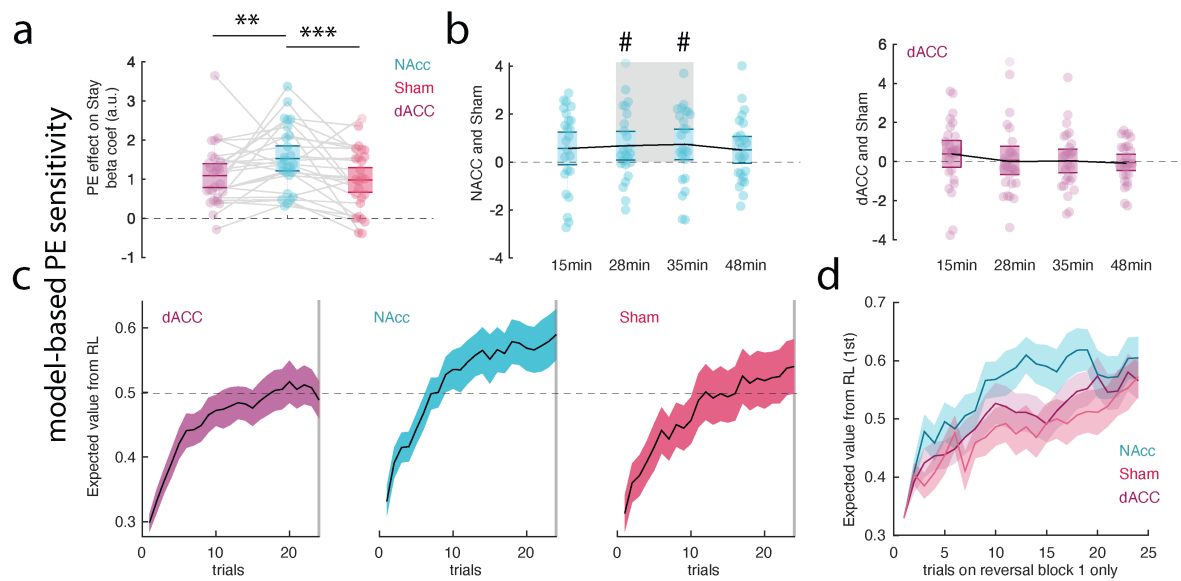 a
**
***
NAcc
Sham
dACC
PE effect on Stay
beta coef (a.u.)
4
3
2
1
0
-1
model-based PE sensitivity
b
#
#
NACC and Sham
4
2
0
-2
-4
15min
28min
35min
48min
dACC
dACC and Sham
6
4
2
0
-2
-4
15min
28min
35min
48min
c
Expected value from RL
0.6
0.5
0.4
0.3
dACC
0
10
20
trials
NAcc
0
10
20
trials
Sham
0
10
20
trials
d
Expected value from RL (1st)
0.7
0.6
0.5
0.4
0.3
NAcc
Sham
dACC
0
5
10
15
20
25
trials on reversal block 1 only